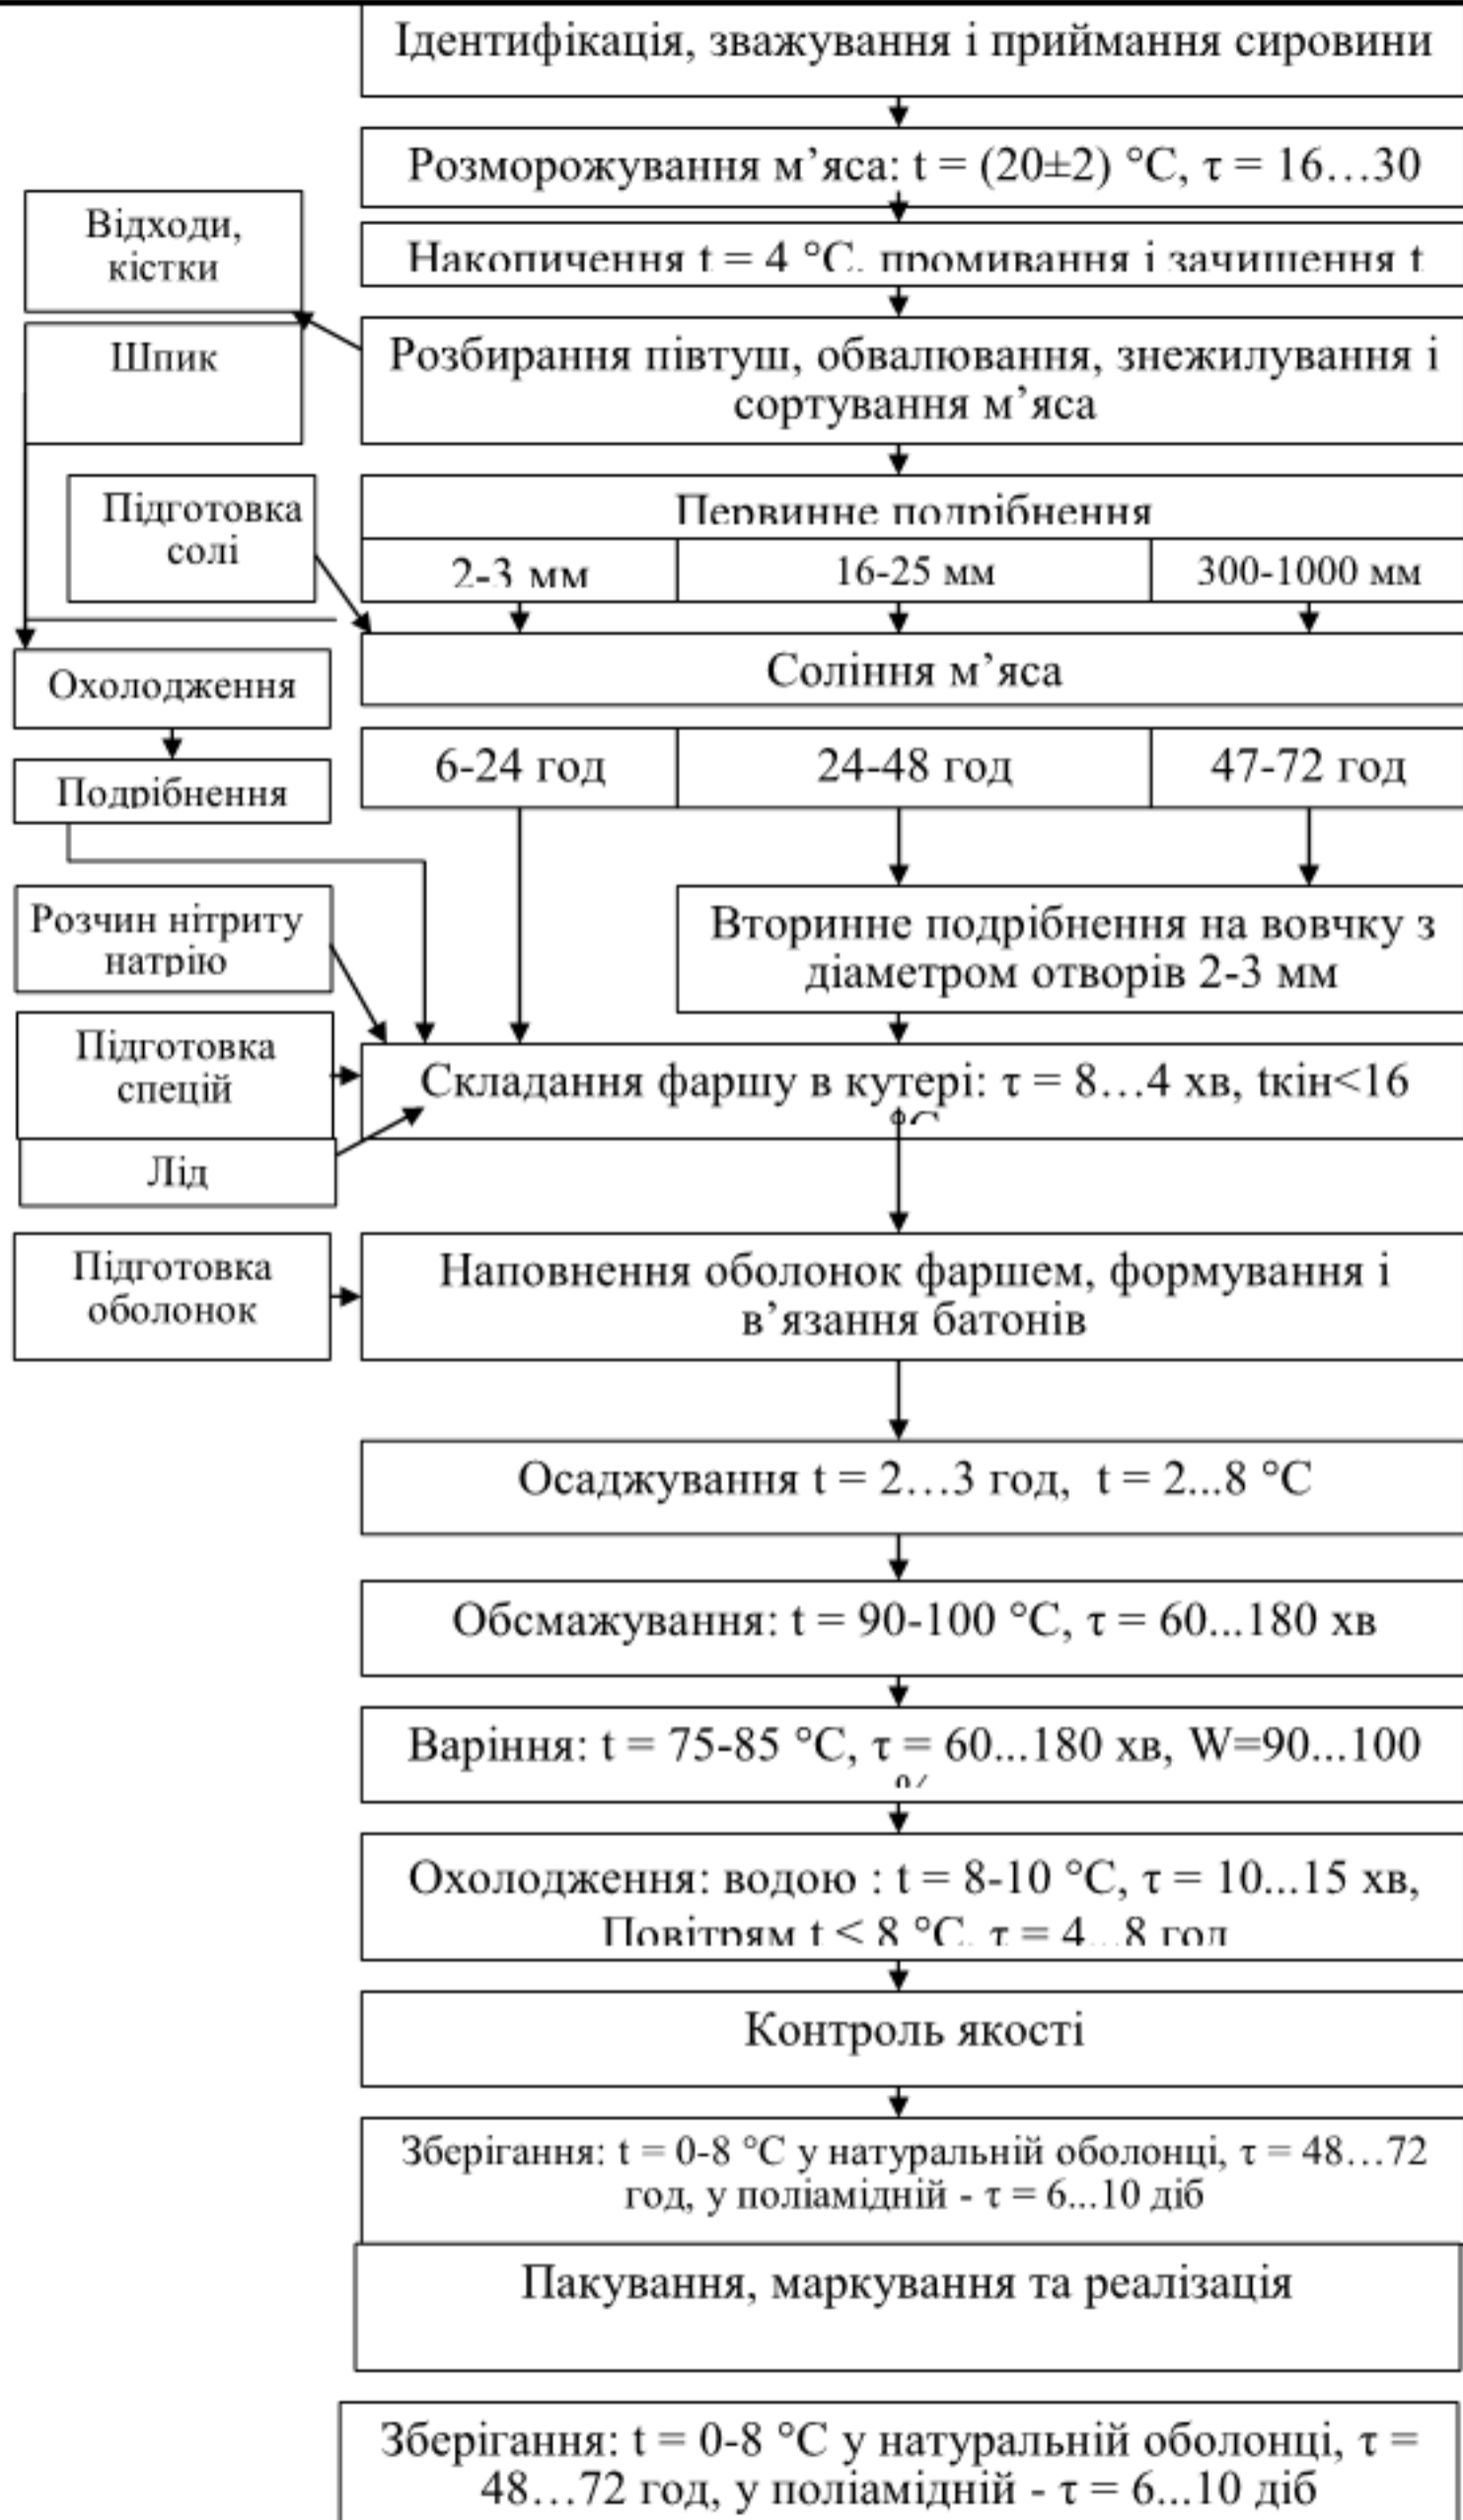 Ідентифікація, зважування і приймання сировини
Розморожування м’яса: t = (20±2) °С, τ = 16…30
Відходи,
кістки
Накопичення t = 4 °С, промивання і зачищення t
Шпик
Розбирання півтуш, обвалювання, знежилування і
сортування м’яса
Підготовка
солі
Первинне подрібнення
2-3 мм
16-25 мм
300-1000 мм
Охолодження
Соління м’яса
Подрібнення
6-24 год
24-48 год
47-72 год
Розчин нітриту
натрію
Вторинне подрібнення на вовчку з
діаметром отворів 2-3 мм
Підготовка
спецій
Складання фаршу в кутері: τ = 8…4 хв, tкін<16
°С
Лід
Підготовка
оболонок
Наповнення оболонок фаршем, формування і
в’язання батонів
Осаджування t = 2…3 год, t = 2...8 °С
Обсмажування: t = 90-100 °С, τ = 60...180 хв
Варіння: t = 75-85 °С, τ = 60...180 хв, W=90...100
%
Охолодження: водою : t = 8-10 °С, τ = 10...15 хв,
Повітрям t < 8 °С, τ = 4…8 год
Контроль якості
Зберігання: t = 0-8 °С у натуральній оболонці, τ = 48…72
год, у поліамідній - τ = 6...10 діб
Пакування, маркування та реалізація
Зберігання: t = 0-8 °С у натуральній оболонці, τ =
48…72 год, у поліамідній - τ = 6...10 діб